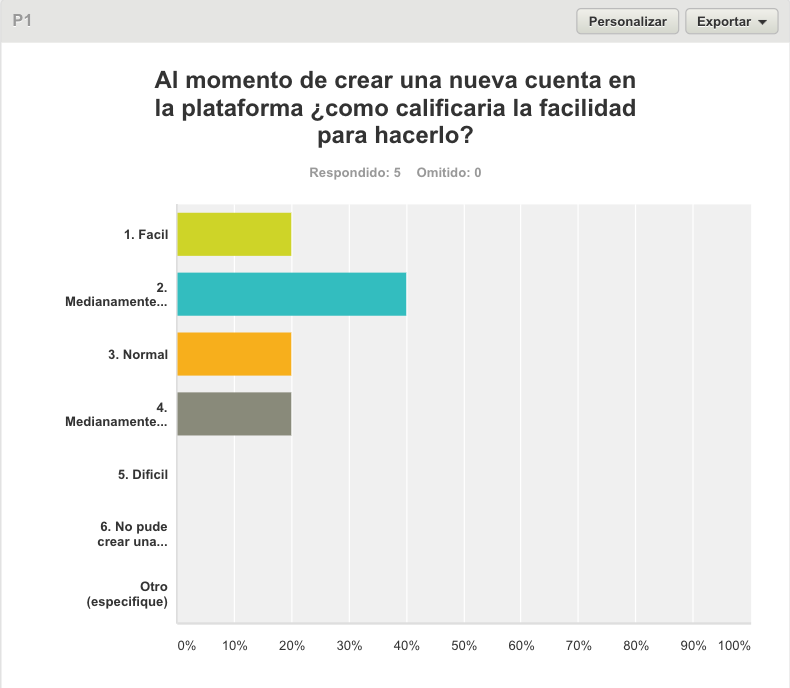 P1
Personalizar
Exportar
Al momento de crear una nueva cuenta en
la plataforma ¿como calificaria la facilidad
para hacerlo?
Respondido: 5 Omitido: 0
1. Facil
2.
Medianamente...
3. Normal
4.
Medianamente...
5. Dificil
6. No pude
crear una...
Otro
(especifique)
0% 10% 20% 30% 40% 50% 60% 70% 80% 90% 100%